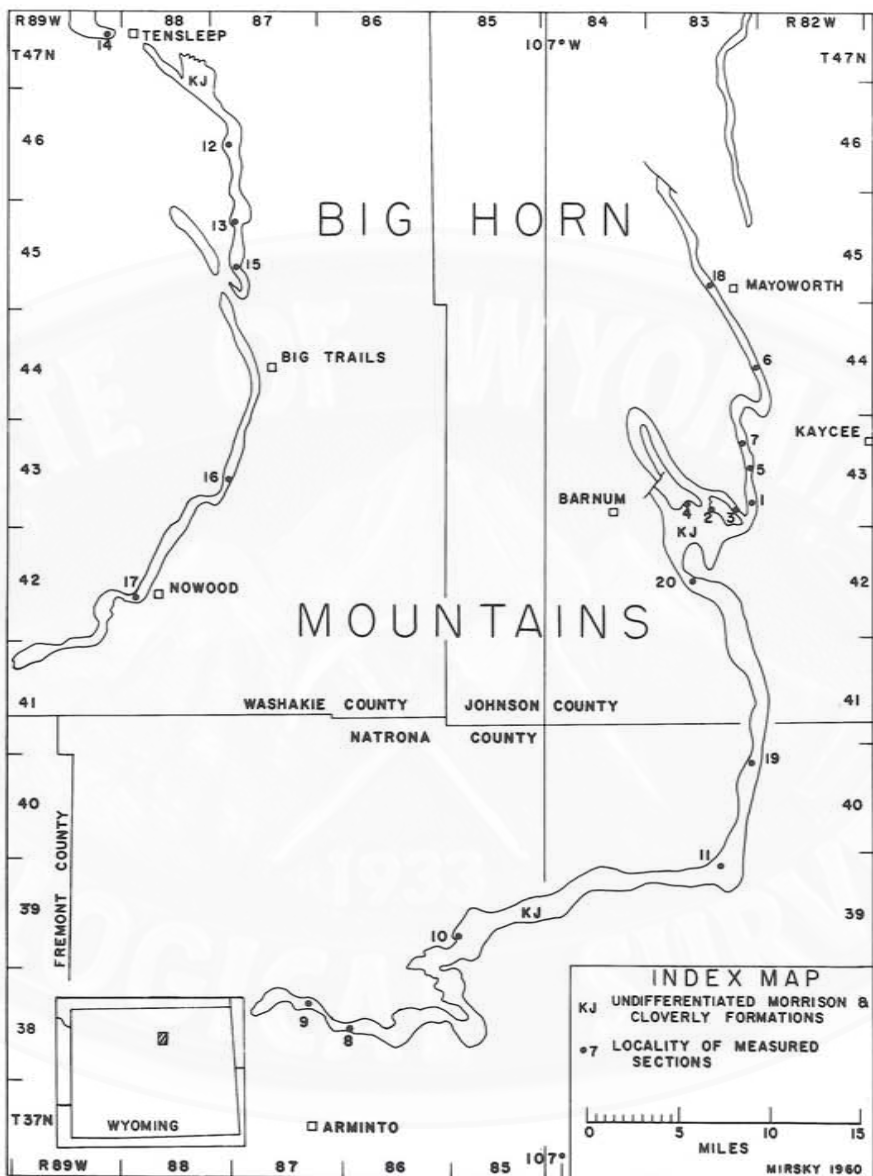 R89W 88 87 86 85 84 83 R82W
14 TENSLEEP
107° W
T47N T47N
KJ
46 12 46
BIG HORN
13
45 15 45
18 MAYOWORTH
BIG TRAILS
44 6 44
7 KAYCEE
43 16 5 43
BARNUM 4 2 3 1
KJ
17 NOWOOD 20
42 42
MOUNTAINS
41 WASHAKIE COUNTY JOHNSON COUNTY 41
NATRONA COUNTY
19
40 40
FREMONT COUNTY
11
39 KJ 39
10
38 9 8 38
INDEX MAP
KJ UNDIFFERENTIATED MORRISON &
CLOVERLY FORMATIONS
7 LOCALITY OF MEASURED
SECTIONS
T37N WYOMING ARMINTO
0 5 10 15
MILES
R89W 88 87 86 85 107°
MIRSKY 1960
1933